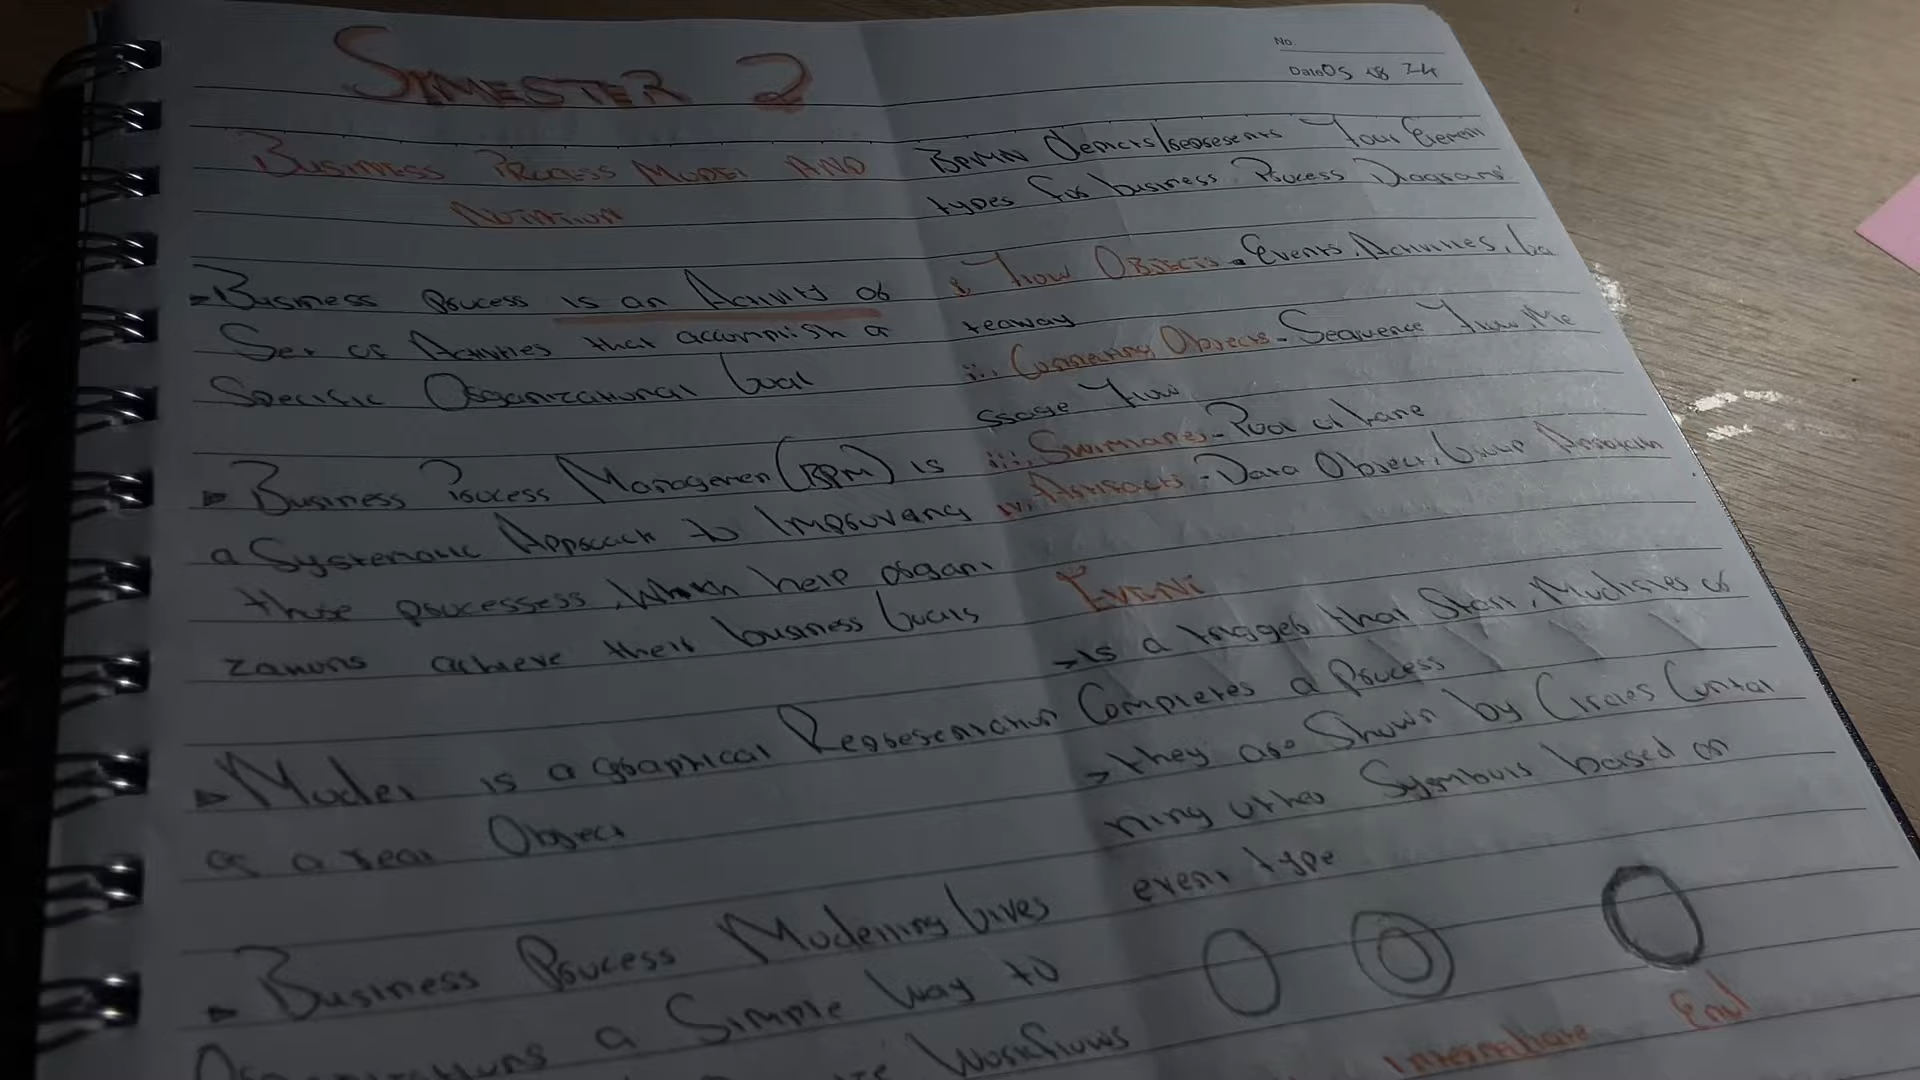 SEMESTER 2
BUSINESS PROCESS MODEL AND
NOTATION
Business process is an Activity or
Set of Activities that accomplish a
Specific Organizational Goal
Business Process Management (BPM) is
a Systematic Approach to Improving
those processess, Which help organi
zations achieve their business Goals
Model is a graphical Representation
of a real Object
Business Process Modelling Gives
Organizations a Simple Way to
Workflows
No.
Date 05 08 24
BPMN Depicts/represents Four Element
types for business Process Diagrams
Flow Objects - Events, Activities, Ga
teaway
ii. Connecting Objects - Sequence Flow, Me
ssage Flow
iii. Swimlanes - Pool or Lane
iv. Artifacts - Data Object, Group Annotation
EVENT
is a trigger that Start, Modifies or
Completes a Process
they are Shown by Circles Contai
ning other Symbols based on
event type
Intermediate End